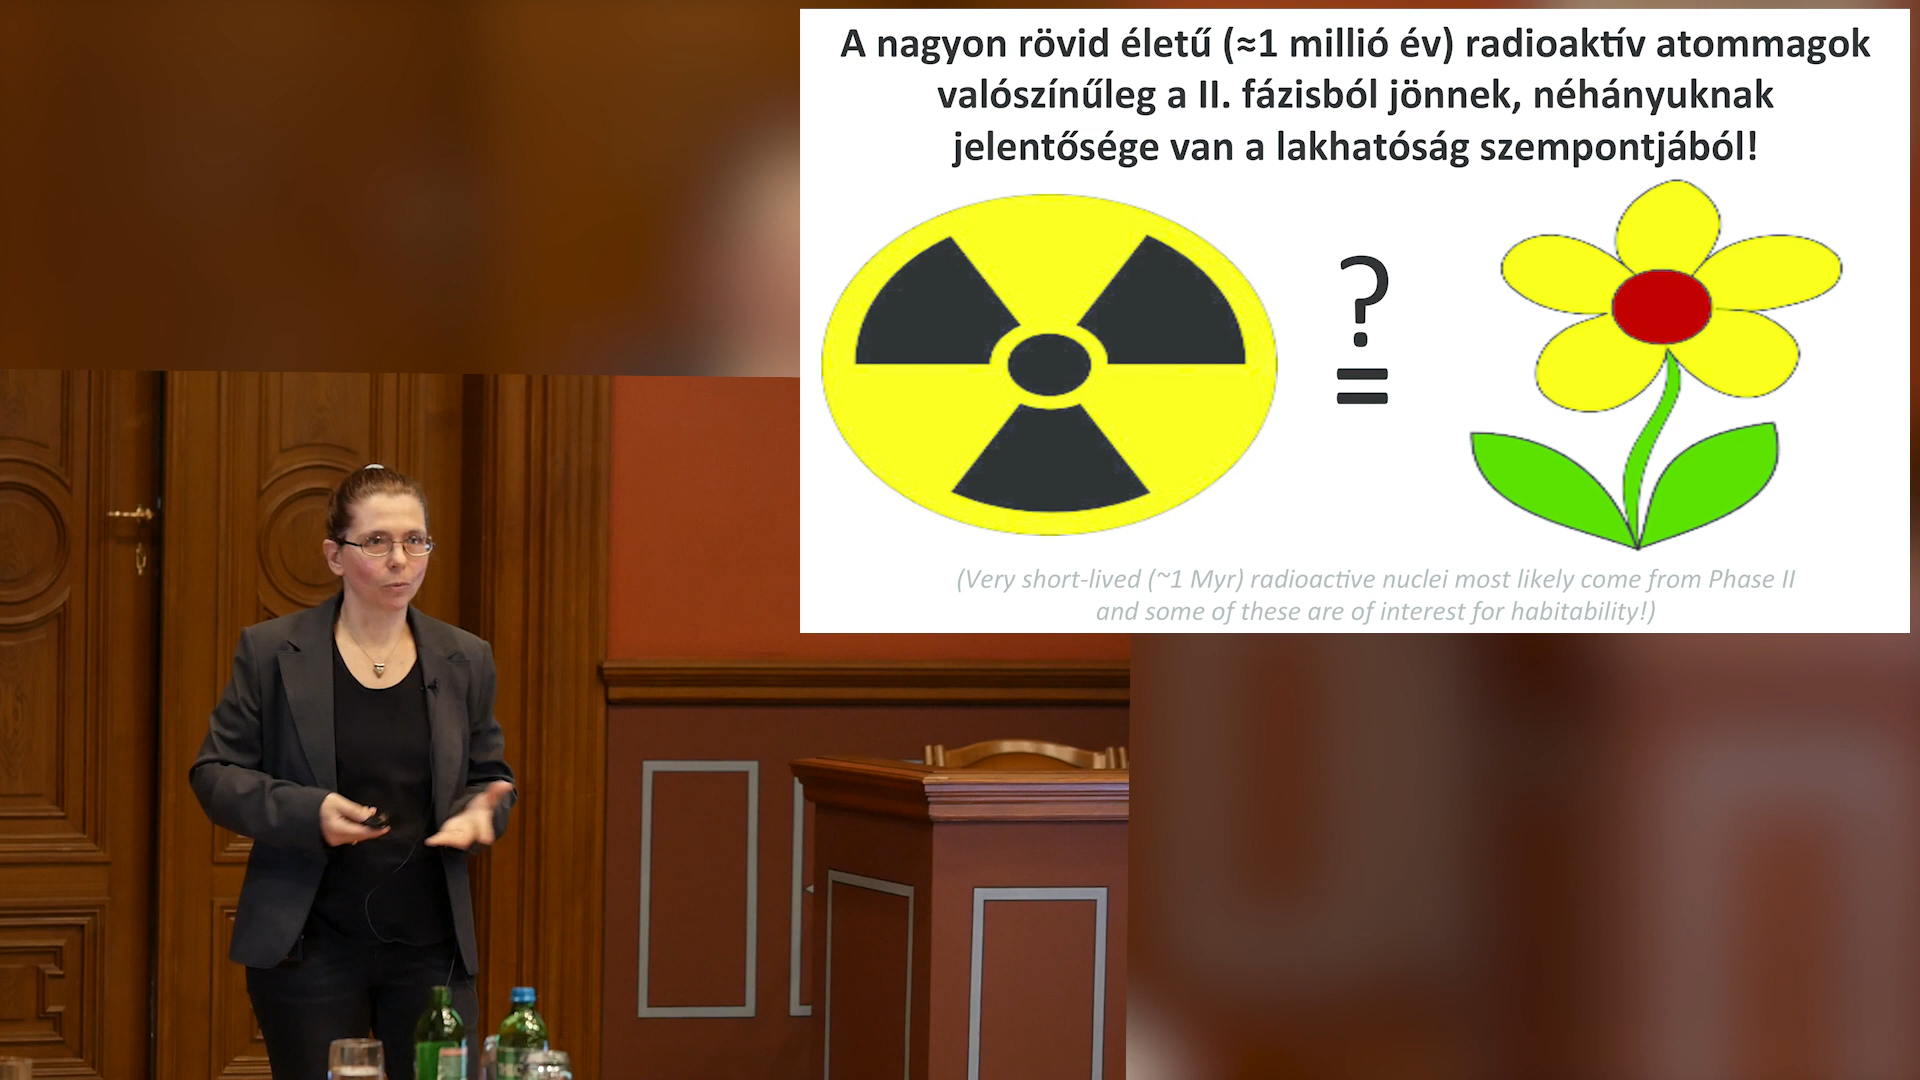 A nagyon rövid életű (≈1 millió év) radioaktív atommagok
valószínűleg a II. fázisból jönnek, néhányuknak
jelentősége van a lakhatóság szempontjából!
?
=
(Very short-lived (~1 Myr) radioactive nuclei most likely come from Phase II
and some of these are of interest for habitability!)